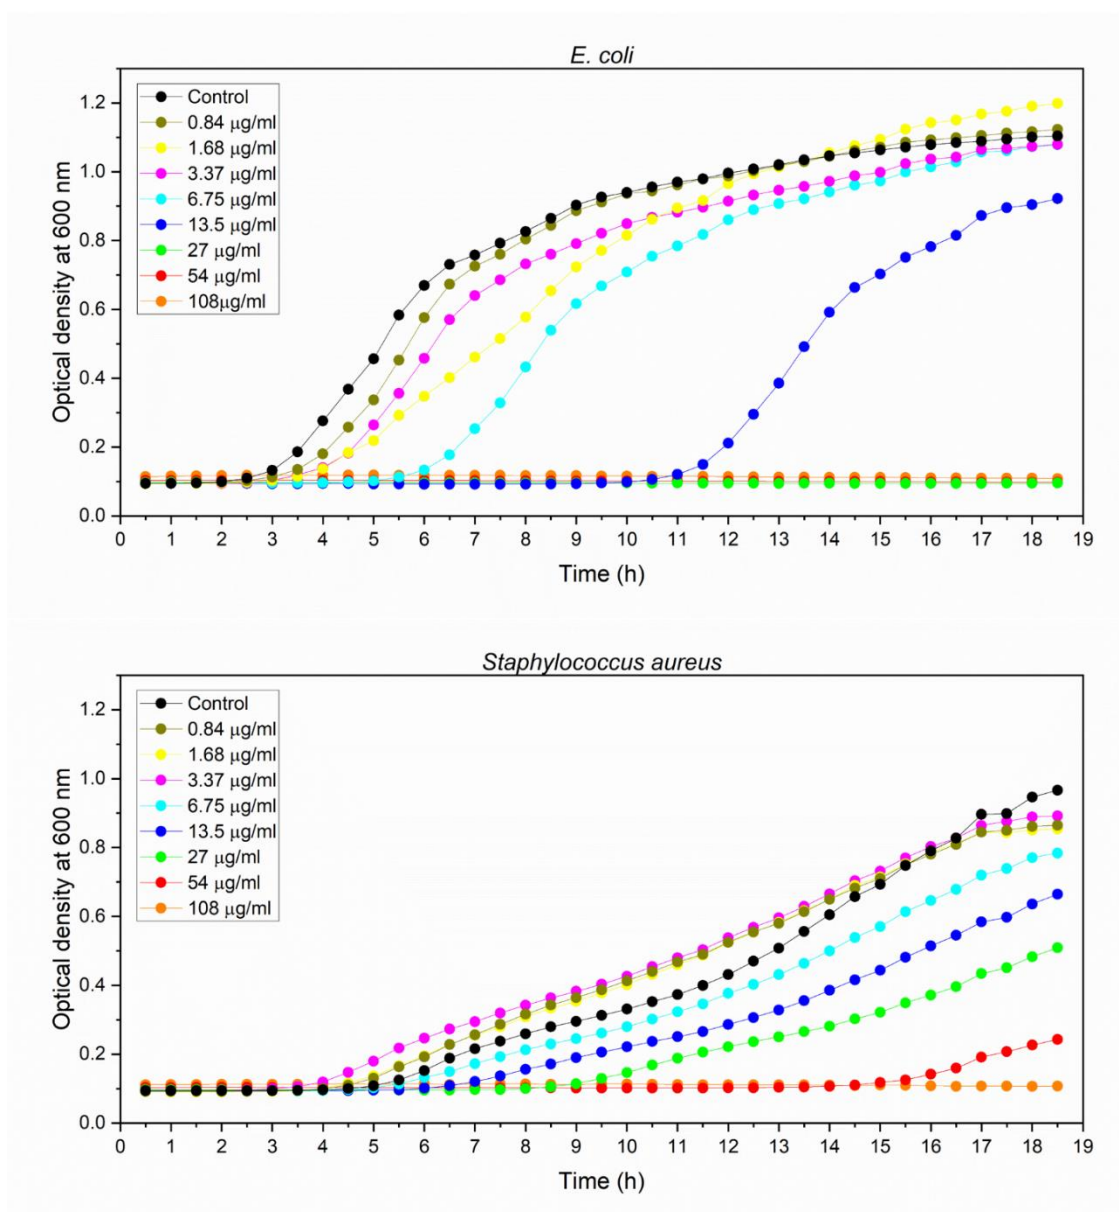 E. coli
Optical density at 600 nm
1.2
1.0
0.8
0.6
0.4
0.2
0.0
Control
0.84 μg/ml
1.68 μg/ml
3.37 μg/ml
6.75 μg/ml
13.5 μg/ml
27 μg/ml
54 μg/ml
108μg/ml
0 1 2 3 4 5 6 7 8 9 10 11 12 13 14 15 16 17 18 19
Time (h)
Staphylococcus aureus
Optical density at 600 nm
1.2
1.0
0.8
0.6
0.4
0.2
0.0
Control
0.84 μg/ml
1.68 μg/ml
3.37 μg/ml
6.75 μg/ml
13.5 μg/ml
27 μg/ml
54 μg/ml
108 μg/ml
0 1 2 3 4 5 6 7 8 9 10 11 12 13 14 15 16 17 18 19
Time (h)